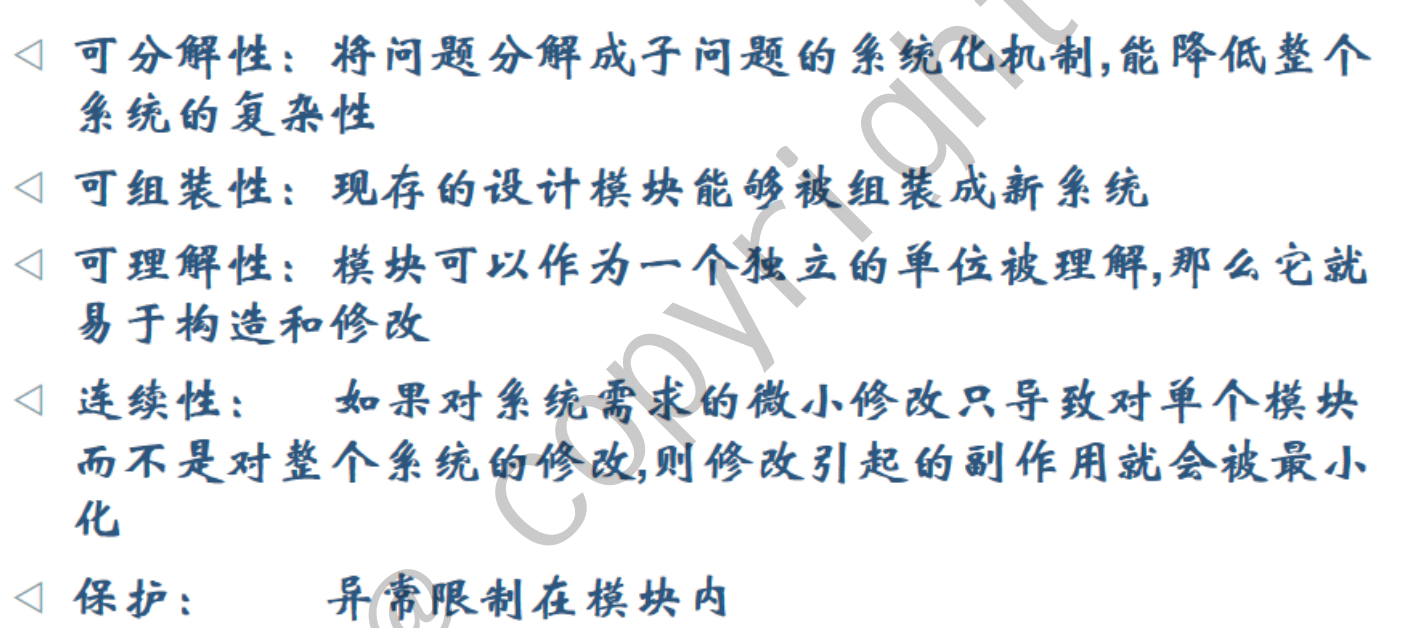 ◁ 可分解性：将问题分解成子问题的系统化机制,能降低整个
系统的复杂性
◁ 可组装性：现存的设计模块能够被组装成新系统
◁ 可理解性：模块可以作为一个独立的单位被理解,那么它就
易于构造和修改
◁ 连续性： 如果对系统需求的微小修改只导致对单个模块
而不是对整个系统的修改,则修改引起的副作用就会被最小
化
◁ 保护： 异常限制在模块内
@ copyright